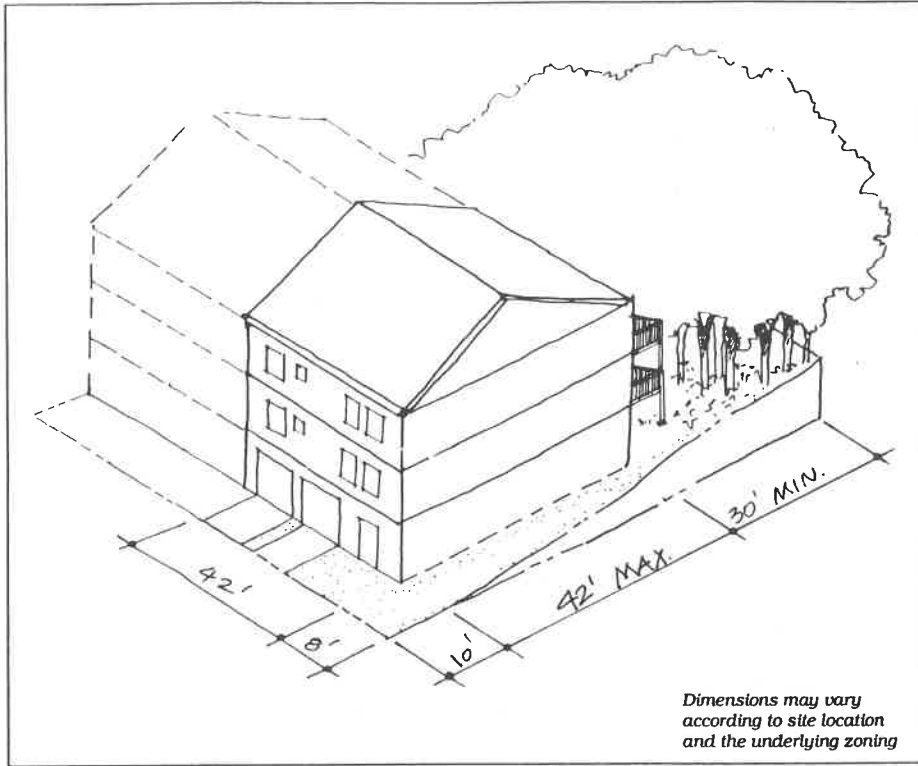 42'
8'
10'
42' MAX.
30' MIN.
Dimensions may vary
according to site location
and the underlying zoning